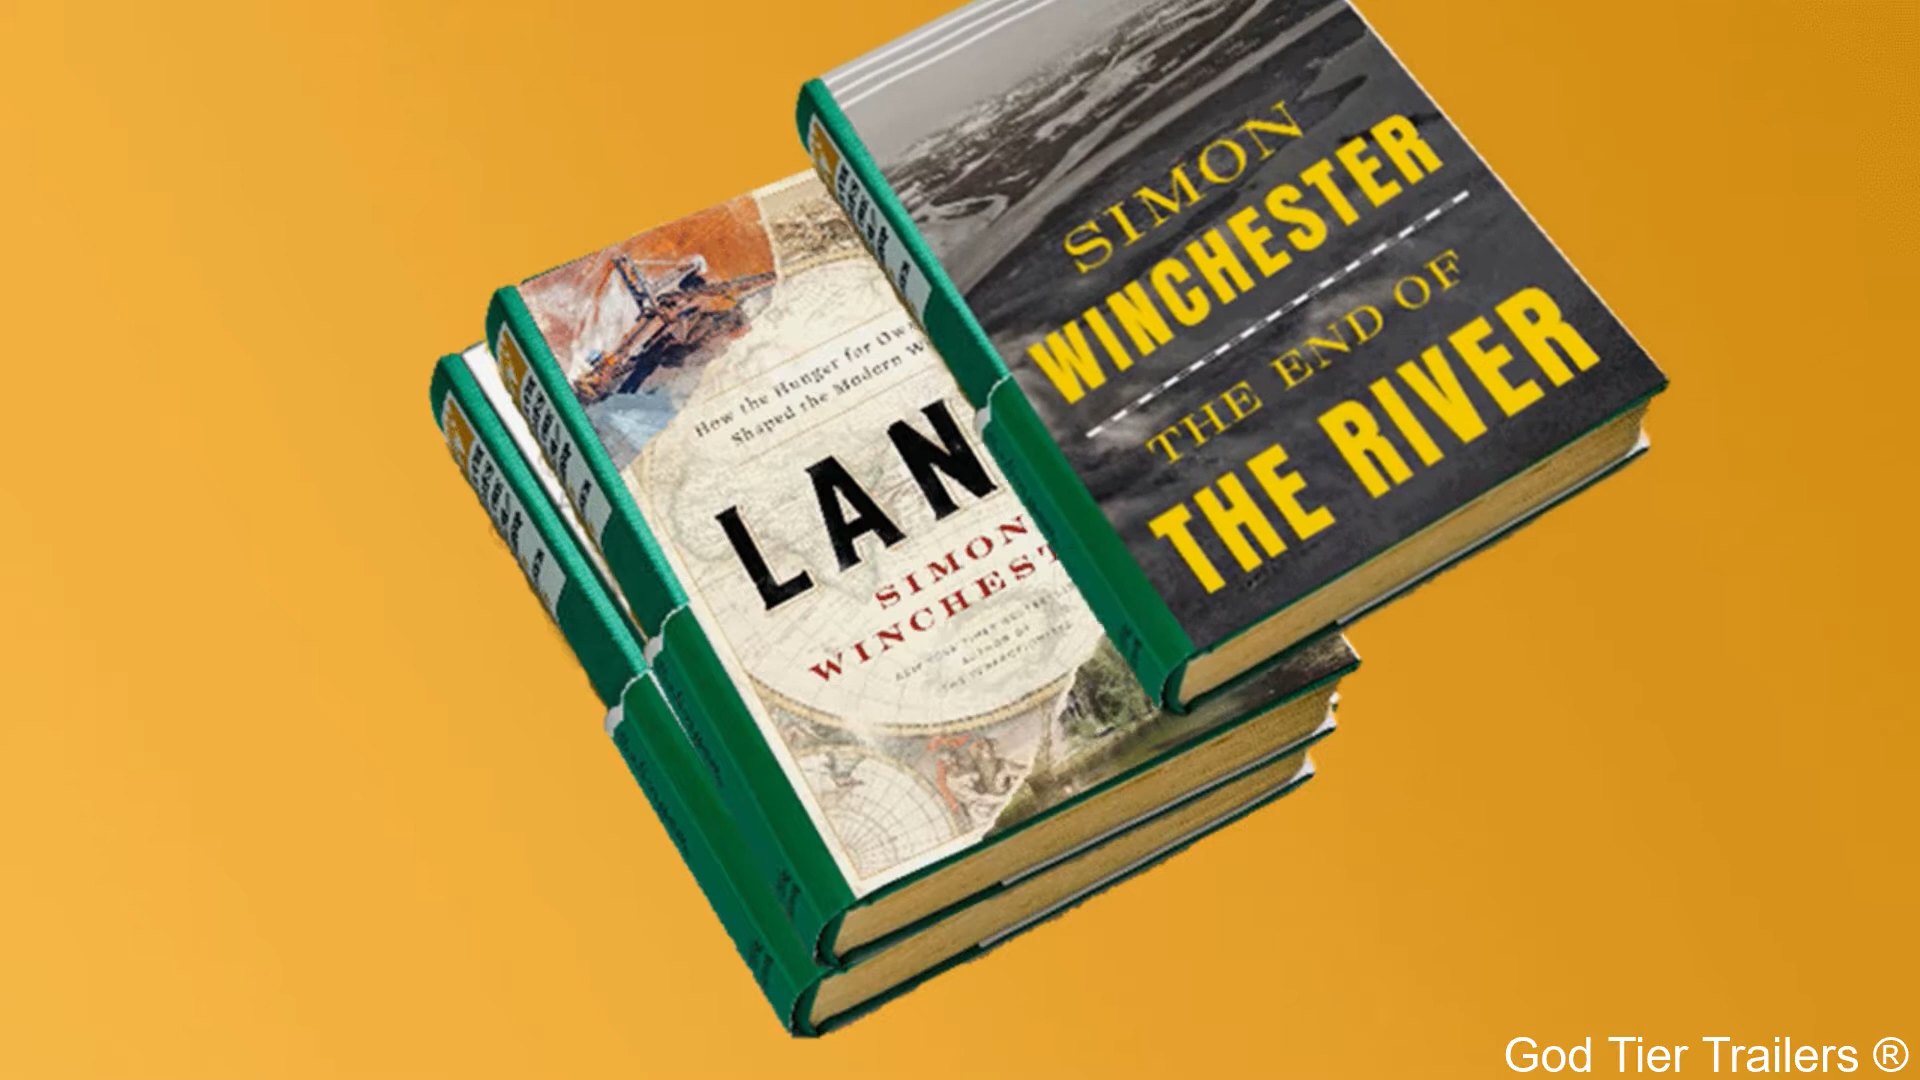 SIMON
WINCHESTER
THE END OF
THE RIVER
How the Hunger for Own
Shaped the Modern W
LAN
SIMON
WINCHEST
God Tier Trailers ®